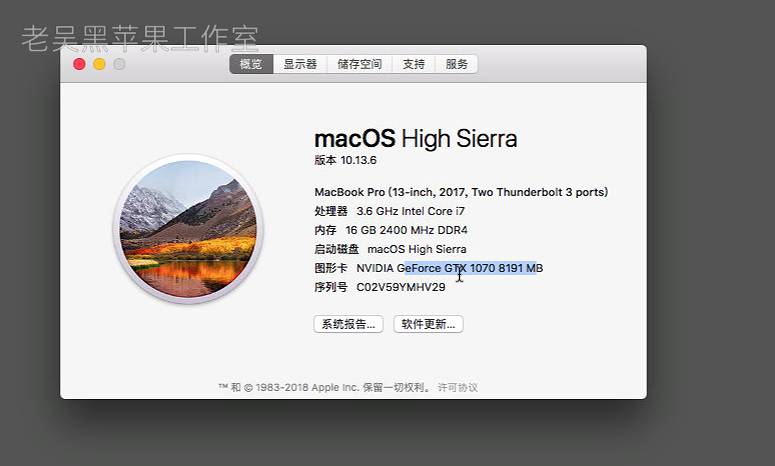 老吴黑苹果工作室
概览 显示器 储存空间 支持 服务
macOS High Sierra
版本 10.13.6
MacBook Pro (13-inch, 2017, Two Thunderbolt 3 ports)
处理器 3.6 GHz Intel Core i7
内存 16 GB 2400 MHz DDR4
启动磁盘 macOS High Sierra
图形卡 NVIDIA GeForce GTX 1070 8191 MB
序列号 C02V59YMHV29
系统报告... 软件更新...
™ 和 © 1983-2018 Apple Inc. 保留一切权利。 许可协议